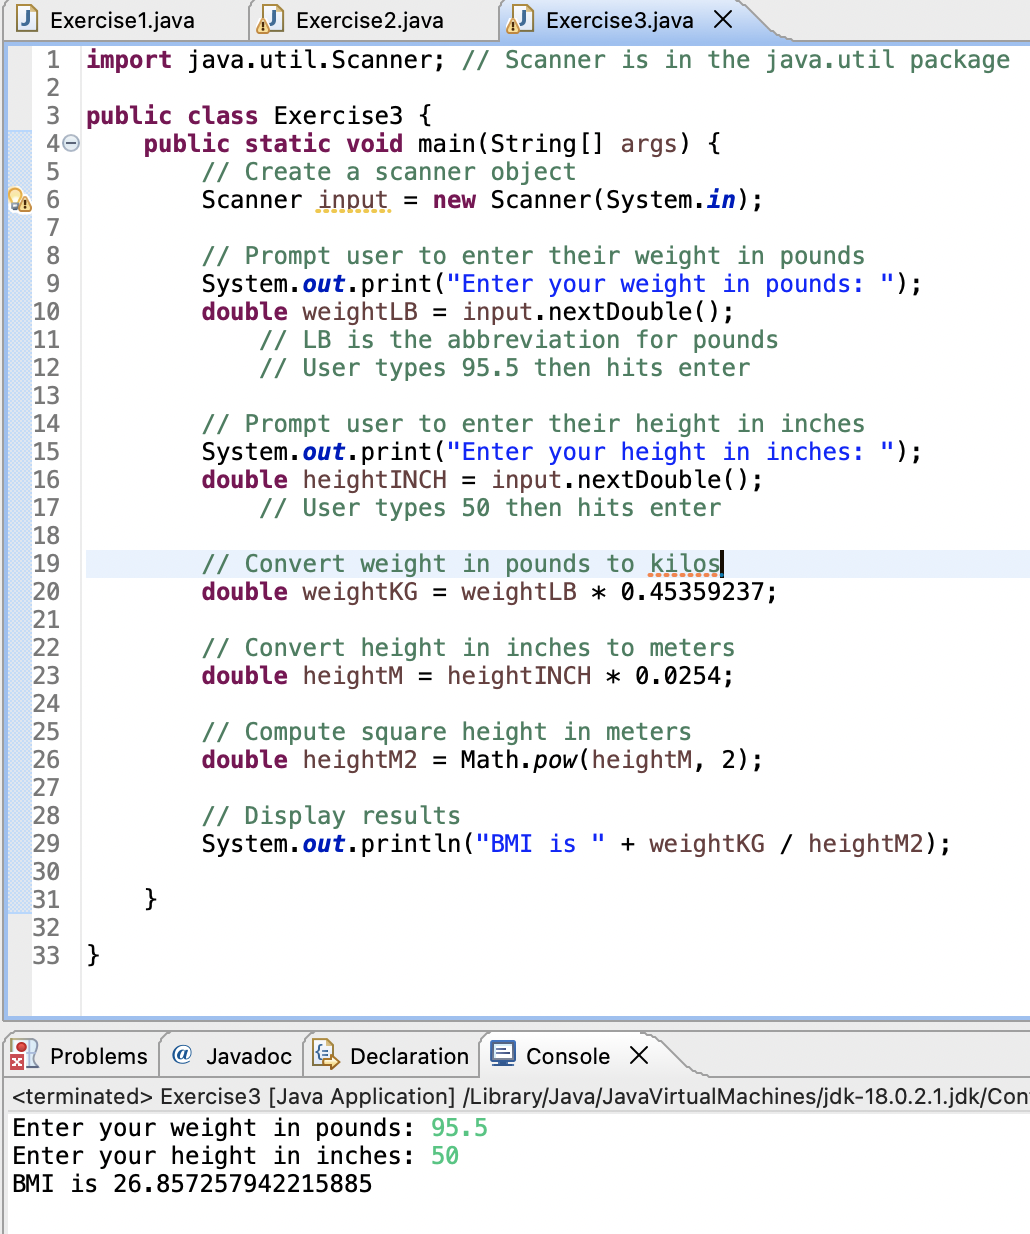 Exercise1.java Exercise2.java Exercise3.java
1 import java.util.Scanner; // Scanner is in the java.util package
2
3 public class Exercise3 {
4 public static void main(String[] args) {
5 // Create a scanner object
6 Scanner input = new Scanner(System.in);
7
8 // Prompt user to enter their weight in pounds
9 System.out.print("Enter your weight in pounds: ");
10 double weightLB = input.nextDouble();
11 // LB is the abbreviation for pounds
12 // User types 95.5 then hits enter
13
14 // Prompt user to enter their height in inches
15 System.out.print("Enter your height in inches: ");
16 double heightINCH = input.nextDouble();
17 // User types 50 then hits enter
18
19 // Convert weight in pounds to kilos
20 double weightKG = weightLB * 0.45359237;
21
22 // Convert height in inches to meters
23 double heightM = heightINCH * 0.0254;
24
25 // Compute square height in meters
26 double heightM2 = Math.pow(heightM, 2);
27
28 // Display results
29 System.out.println("BMI is " + weightKG / heightM2);
30
31 }
32
33 }
Problems @ Javadoc Declaration Console
<terminated> Exercise3 [Java Application] /Library/Java/JavaVirtualMachines/jdk-18.0.2.1.jdk/Con
Enter your weight in pounds: 95.5
Enter your height in inches: 50
BMI is 26.857257942215885